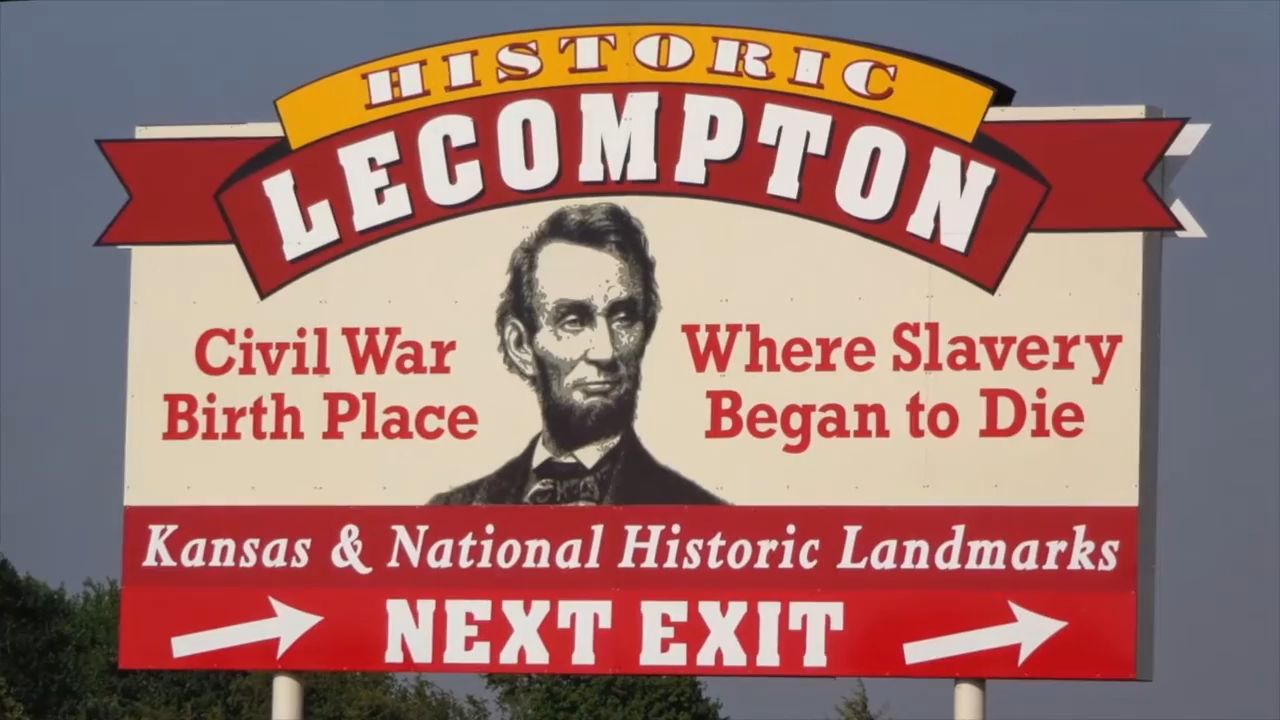 HISTORIC
LECOMPTON
Civil War
Birth Place
Where Slavery
Began to Die
Kansas & National Historic Landmarks
NEXT EXIT